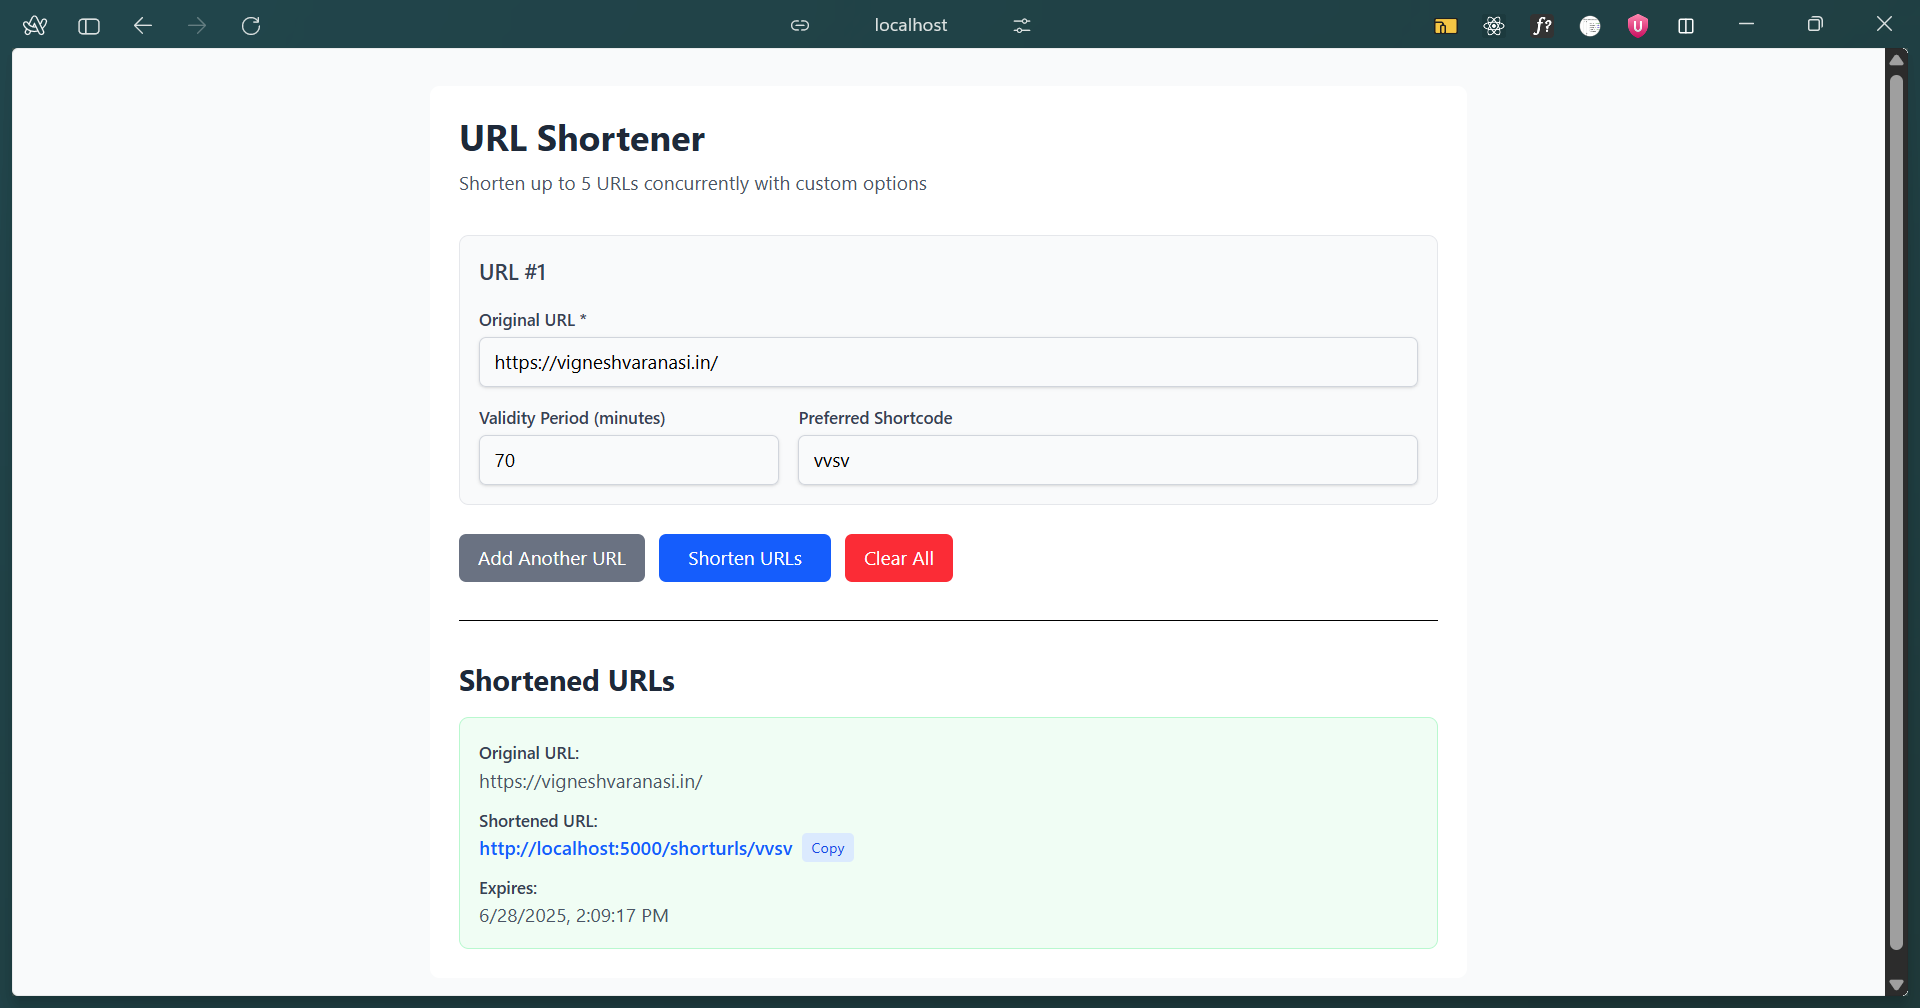 localhost
f?
U
URL Shortener
Shorten up to 5 URLs concurrently with custom options
URL #1
Original URL *
https://vigneshvaranasi.in/
Validity Period (minutes) Preferred Shortcode
70 vvsv
Add Another URL Shorten URLs Clear All
Shortened URLs
Original URL:
https://vigneshvaranasi.in/
Shortened URL:
http://localhost:5000/shorturls/vvsv Copy
Expires:
6/28/2025, 2:09:17 PM